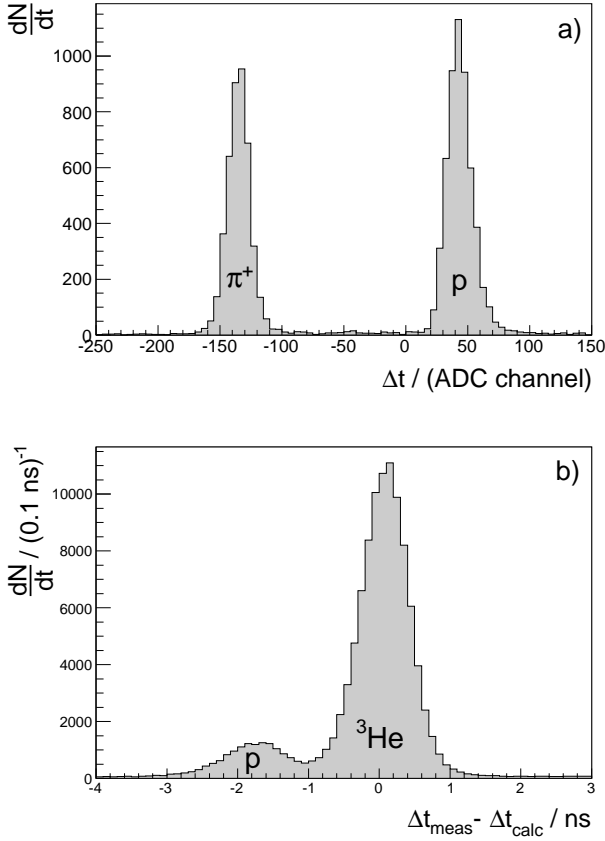 dN
dt
a)
1000
800
600
400
200
0
π⁺
p
-250 -200 -150 -100 -50 0 50 100 150
Δt / (ADC channel)
dN
dt / (0.1 ns)⁻¹
b)
10000
8000
6000
4000
2000
0
p
³He
-4 -3 -2 -1 0 1 2 3
Δt_meas - Δt_calc / ns